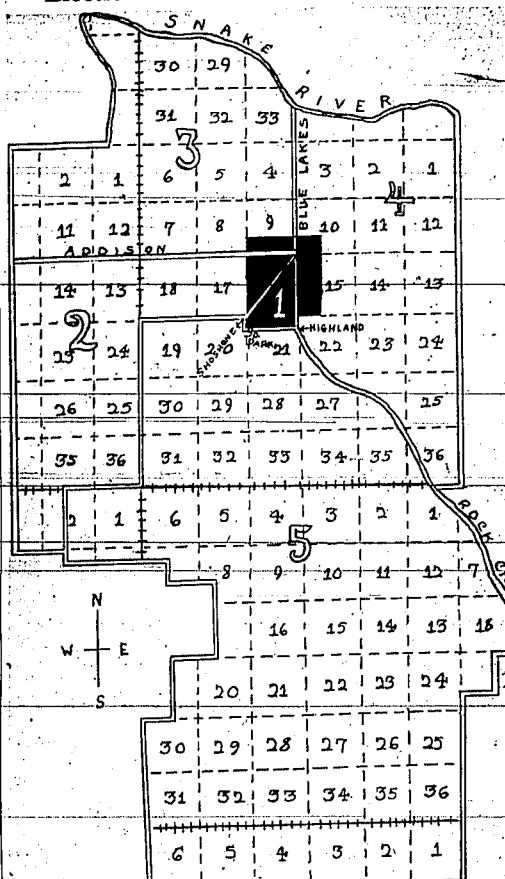 SNAKE RIVER
30 29
31 32 33
3
BLUE LAKES
2 1 6 5 4 3 2 1
4
11 12 7 8 9 10 11 12
ADDISON
14 13 18 17 15 14 13
1
2
HIGHLAND
SHOSHONE
PARK
23 24 19 20 21 22 23 24
26 25 30 29 28 27 25
35 36 31 32 33 34 35 36
ROCK
2 1 6 5 4 3 2 1
5
8 9 10 11 12 7
C
N
16 15 14 13 18
W E
S
20 21 22 23 24
30 29 28 27 26 25
31 32 33 34 35 36
6 5 4 3 2 1